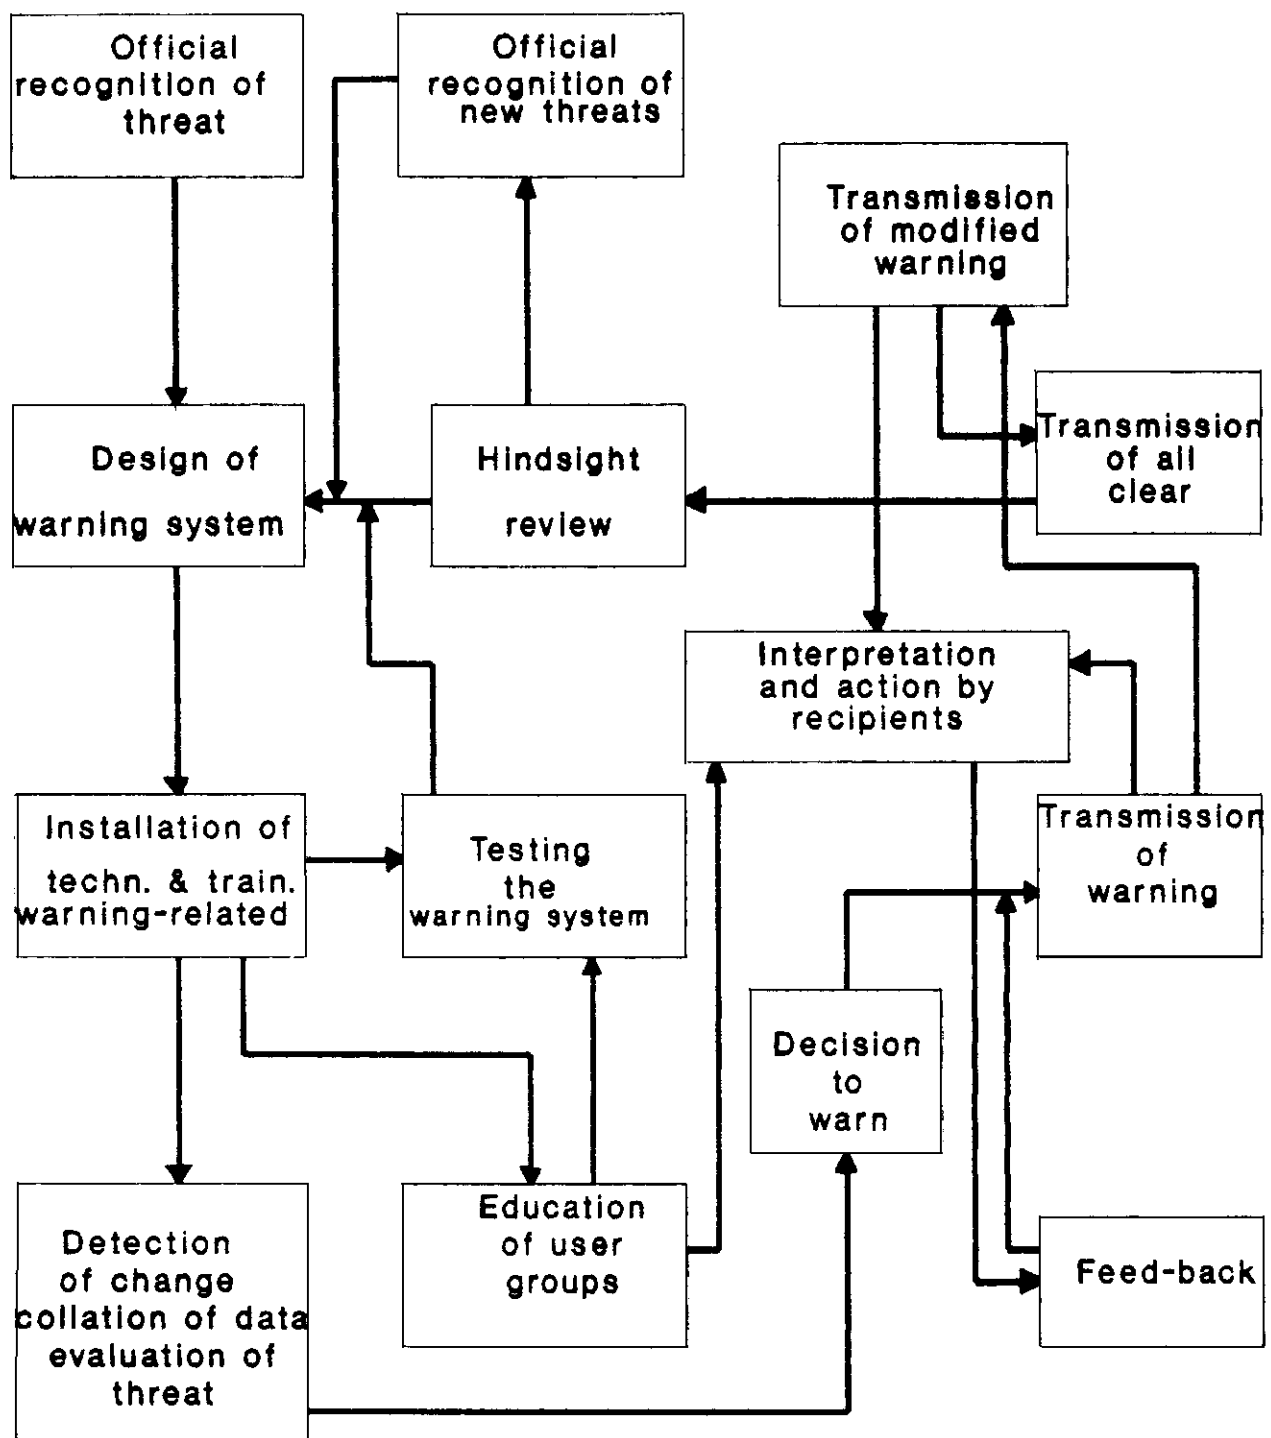 Official
recognition of
threat
Official
recognition of
new threats
Transmission
of modified
warning
Transmission
of all
clear
Design of
warning system
Hindsight
review
Interpretation
and action by
recipients
Installation of
techn. & train.
warning-related
Testing
the
warning system
Transmission
of
warning
Decision
to
warn
Detection
of change
collation of data
evaluation of
threat
Education
of user
groups
Feed-back